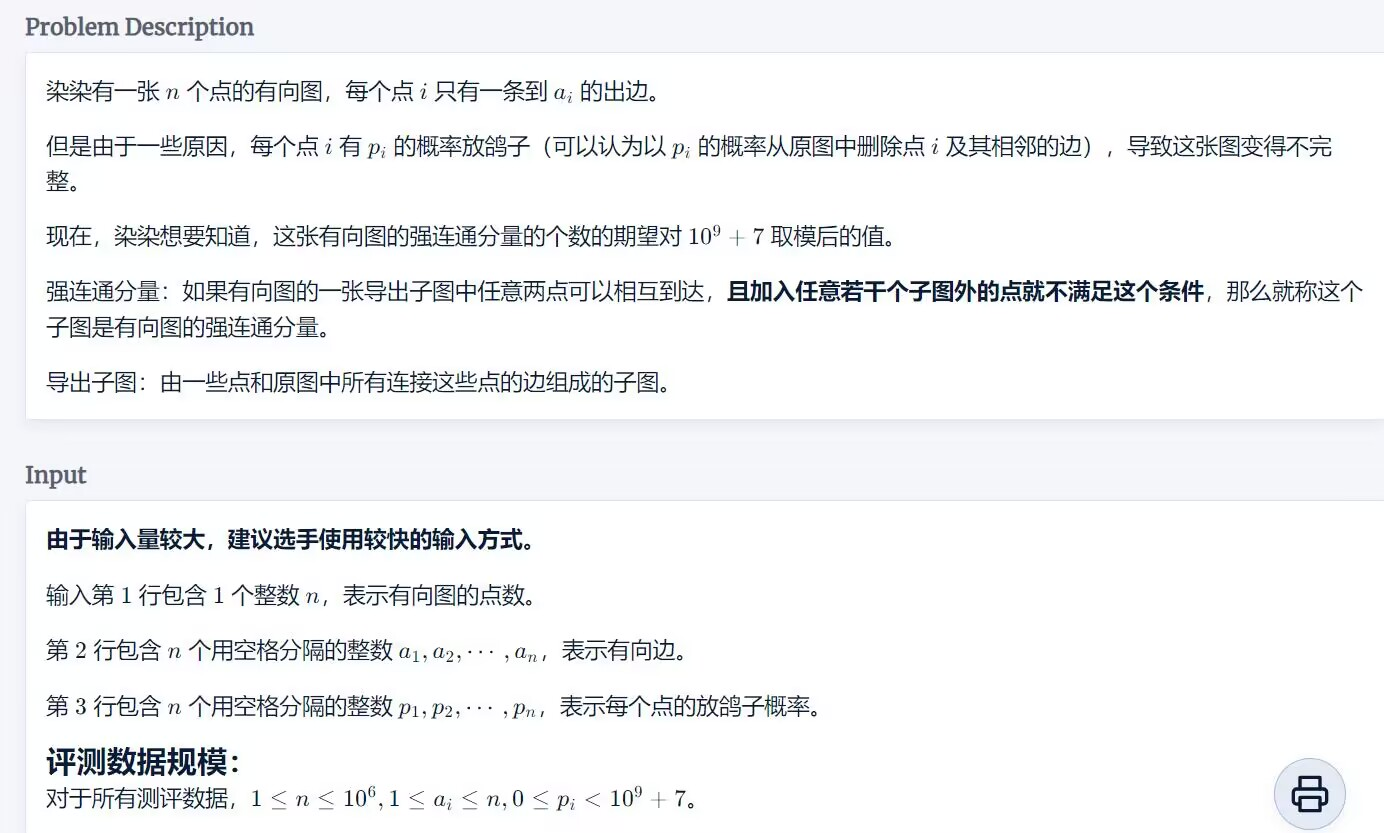 Problem Description
染染有一张 n 个点的有向图，每个点 i 只有一条到 a_i 的出边。
但是由于一些原因，每个点 i 有 p_i 的概率放鸽子（可以认为以 p_i 的概率从原图中删除点 i 及其相邻的边），导致这张图变得不完
整。
现在，染染想要知道，这张有向图的强连通分量的个数的期望对 10^9 + 7 取模后的值。
强连通分量：如果有向图的一张导出子图中任意两点可以相互到达，且加入任意若干个子图外的点就不满足这个条件，那么就称这个
子图是有向图的强连通分量。
导出子图：由一些点和原图中所有连接这些点的边组成的子图。
Input
由于输入量较大，建议选手使用较快的输入方式。
输入第 1 行包含 1 个整数 n，表示有向图的点数。
第 2 行包含 n 个用空格分隔的整数 a_1, a_2, ⋯ , a_n，表示有向边。
第 3 行包含 n 个用空格分隔的整数 p_1, p_2, ⋯ , p_n，表示每个点的放鸽子概率。
评测数据规模：
对于所有测评数据，1 ≤ n ≤ 10^6, 1 ≤ a_i ≤ n, 0 ≤ p_i < 10^9 + 7。